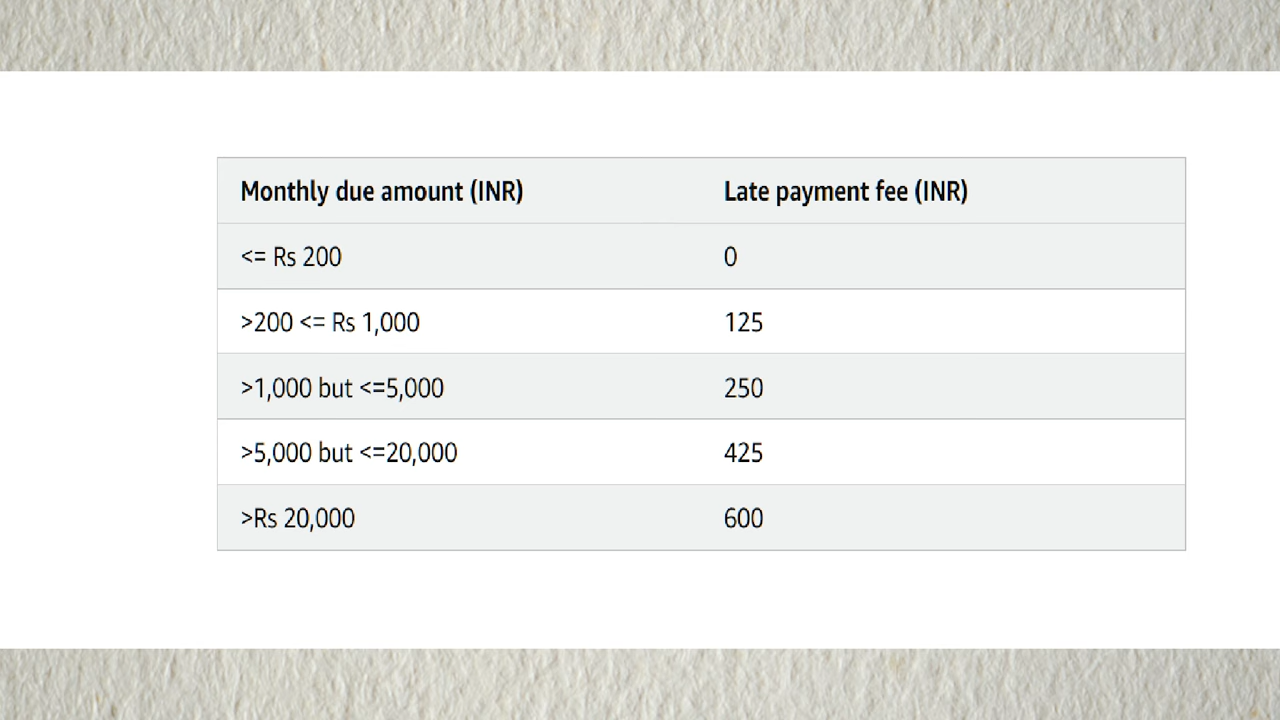 Monthly due amount (INR) Late payment fee (INR)
<= Rs 200 0
>200 <= Rs 1,000 125
>1,000 but <=5,000 250
>5,000 but <=20,000 425
>Rs 20,000 600